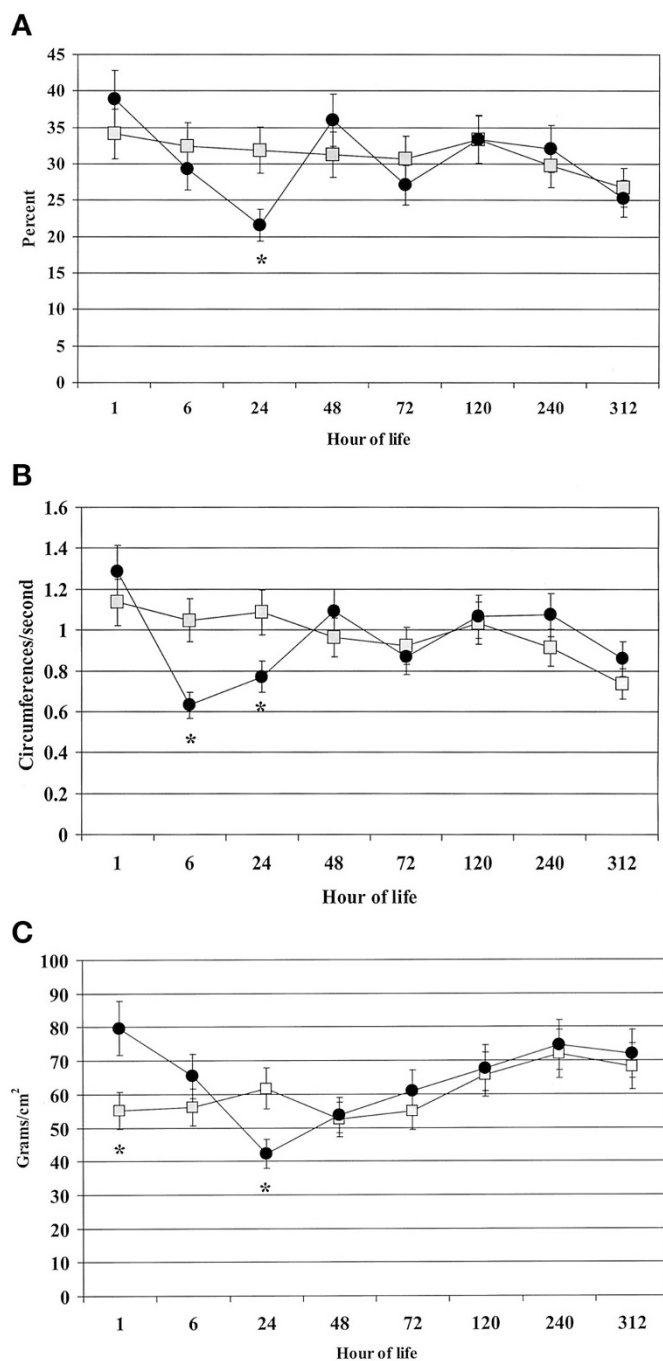 A
45
40
35
30
25
20
15
10
5
0
Percent
*
1 6 24 48 72 120 240 312
Hour of life
B
1.6
1.4
1.2
1
0.8
0.6
0.4
0.2
0
Circumferences/second
* *
1 6 24 48 72 120 240 312
Hour of life
C
100
90
80
70
60
50
40
30
20
10
0
Grams/cm²
* *
1 6 24 48 72 120 240 312
Hour of life